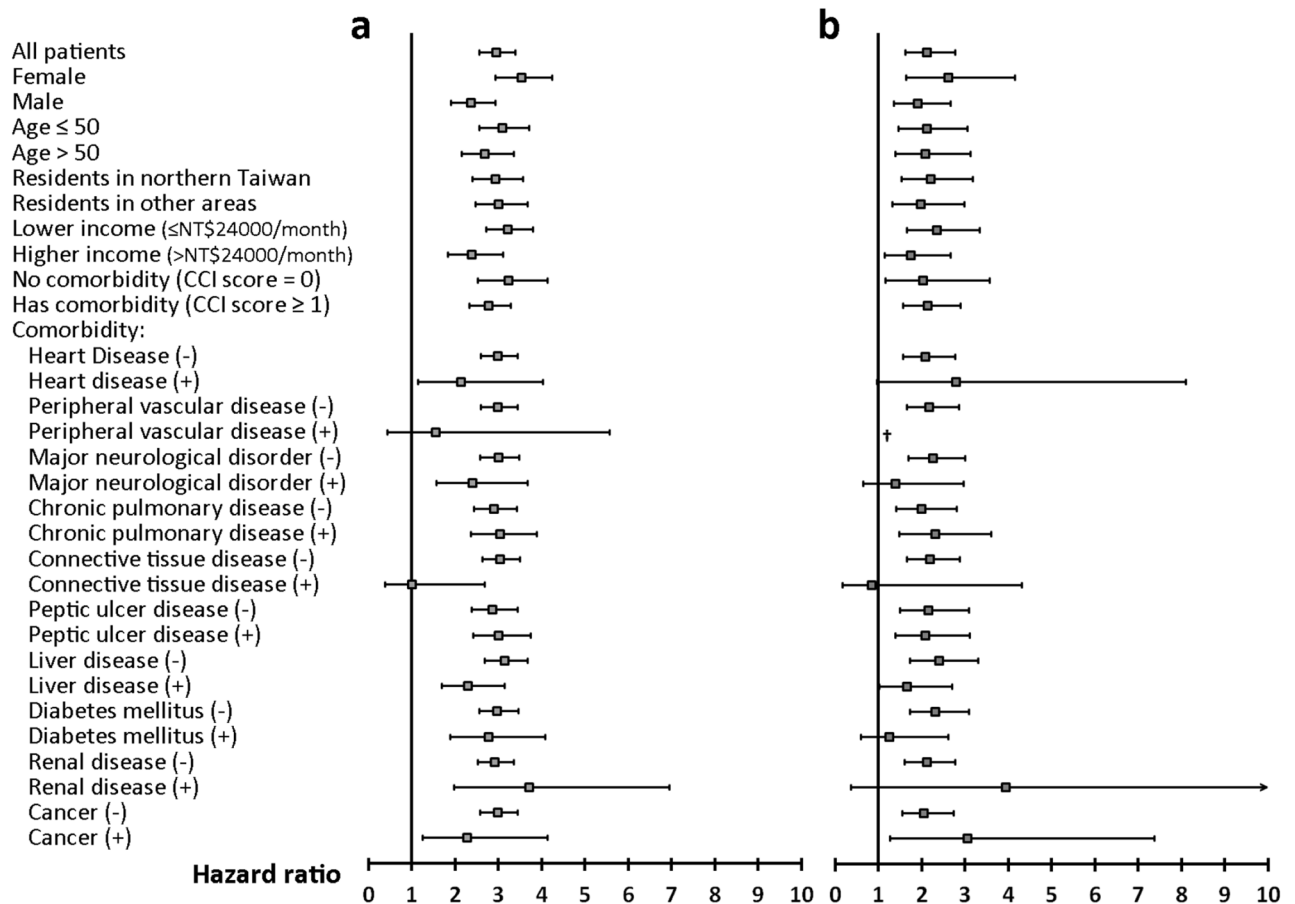 a b
All patients
Female
Male
Age ≤ 50
Age > 50
Residents in northern Taiwan
Residents in other areas
Lower income (≤NT$24000/month)
Higher income (>NT$24000/month)
No comorbidity (CCI score = 0)
Has comorbidity (CCI score ≥ 1)
Comorbidity:
Heart Disease (-)
Heart disease (+)
Peripheral vascular disease (-)
Peripheral vascular disease (+) †
Major neurological disorder (-)
Major neurological disorder (+)
Chronic pulmonary disease (-)
Chronic pulmonary disease (+)
Connective tissue disease (-)
Connective tissue disease (+)
Peptic ulcer disease (-)
Peptic ulcer disease (+)
Liver disease (-)
Liver disease (+)
Diabetes mellitus (-)
Diabetes mellitus (+)
Renal disease (-)
Renal disease (+)
Cancer (-)
Cancer (+)
Hazard ratio
0 1 2 3 4 5 6 7 8 9 10 0 1 2 3 4 5 6 7 8 9 10